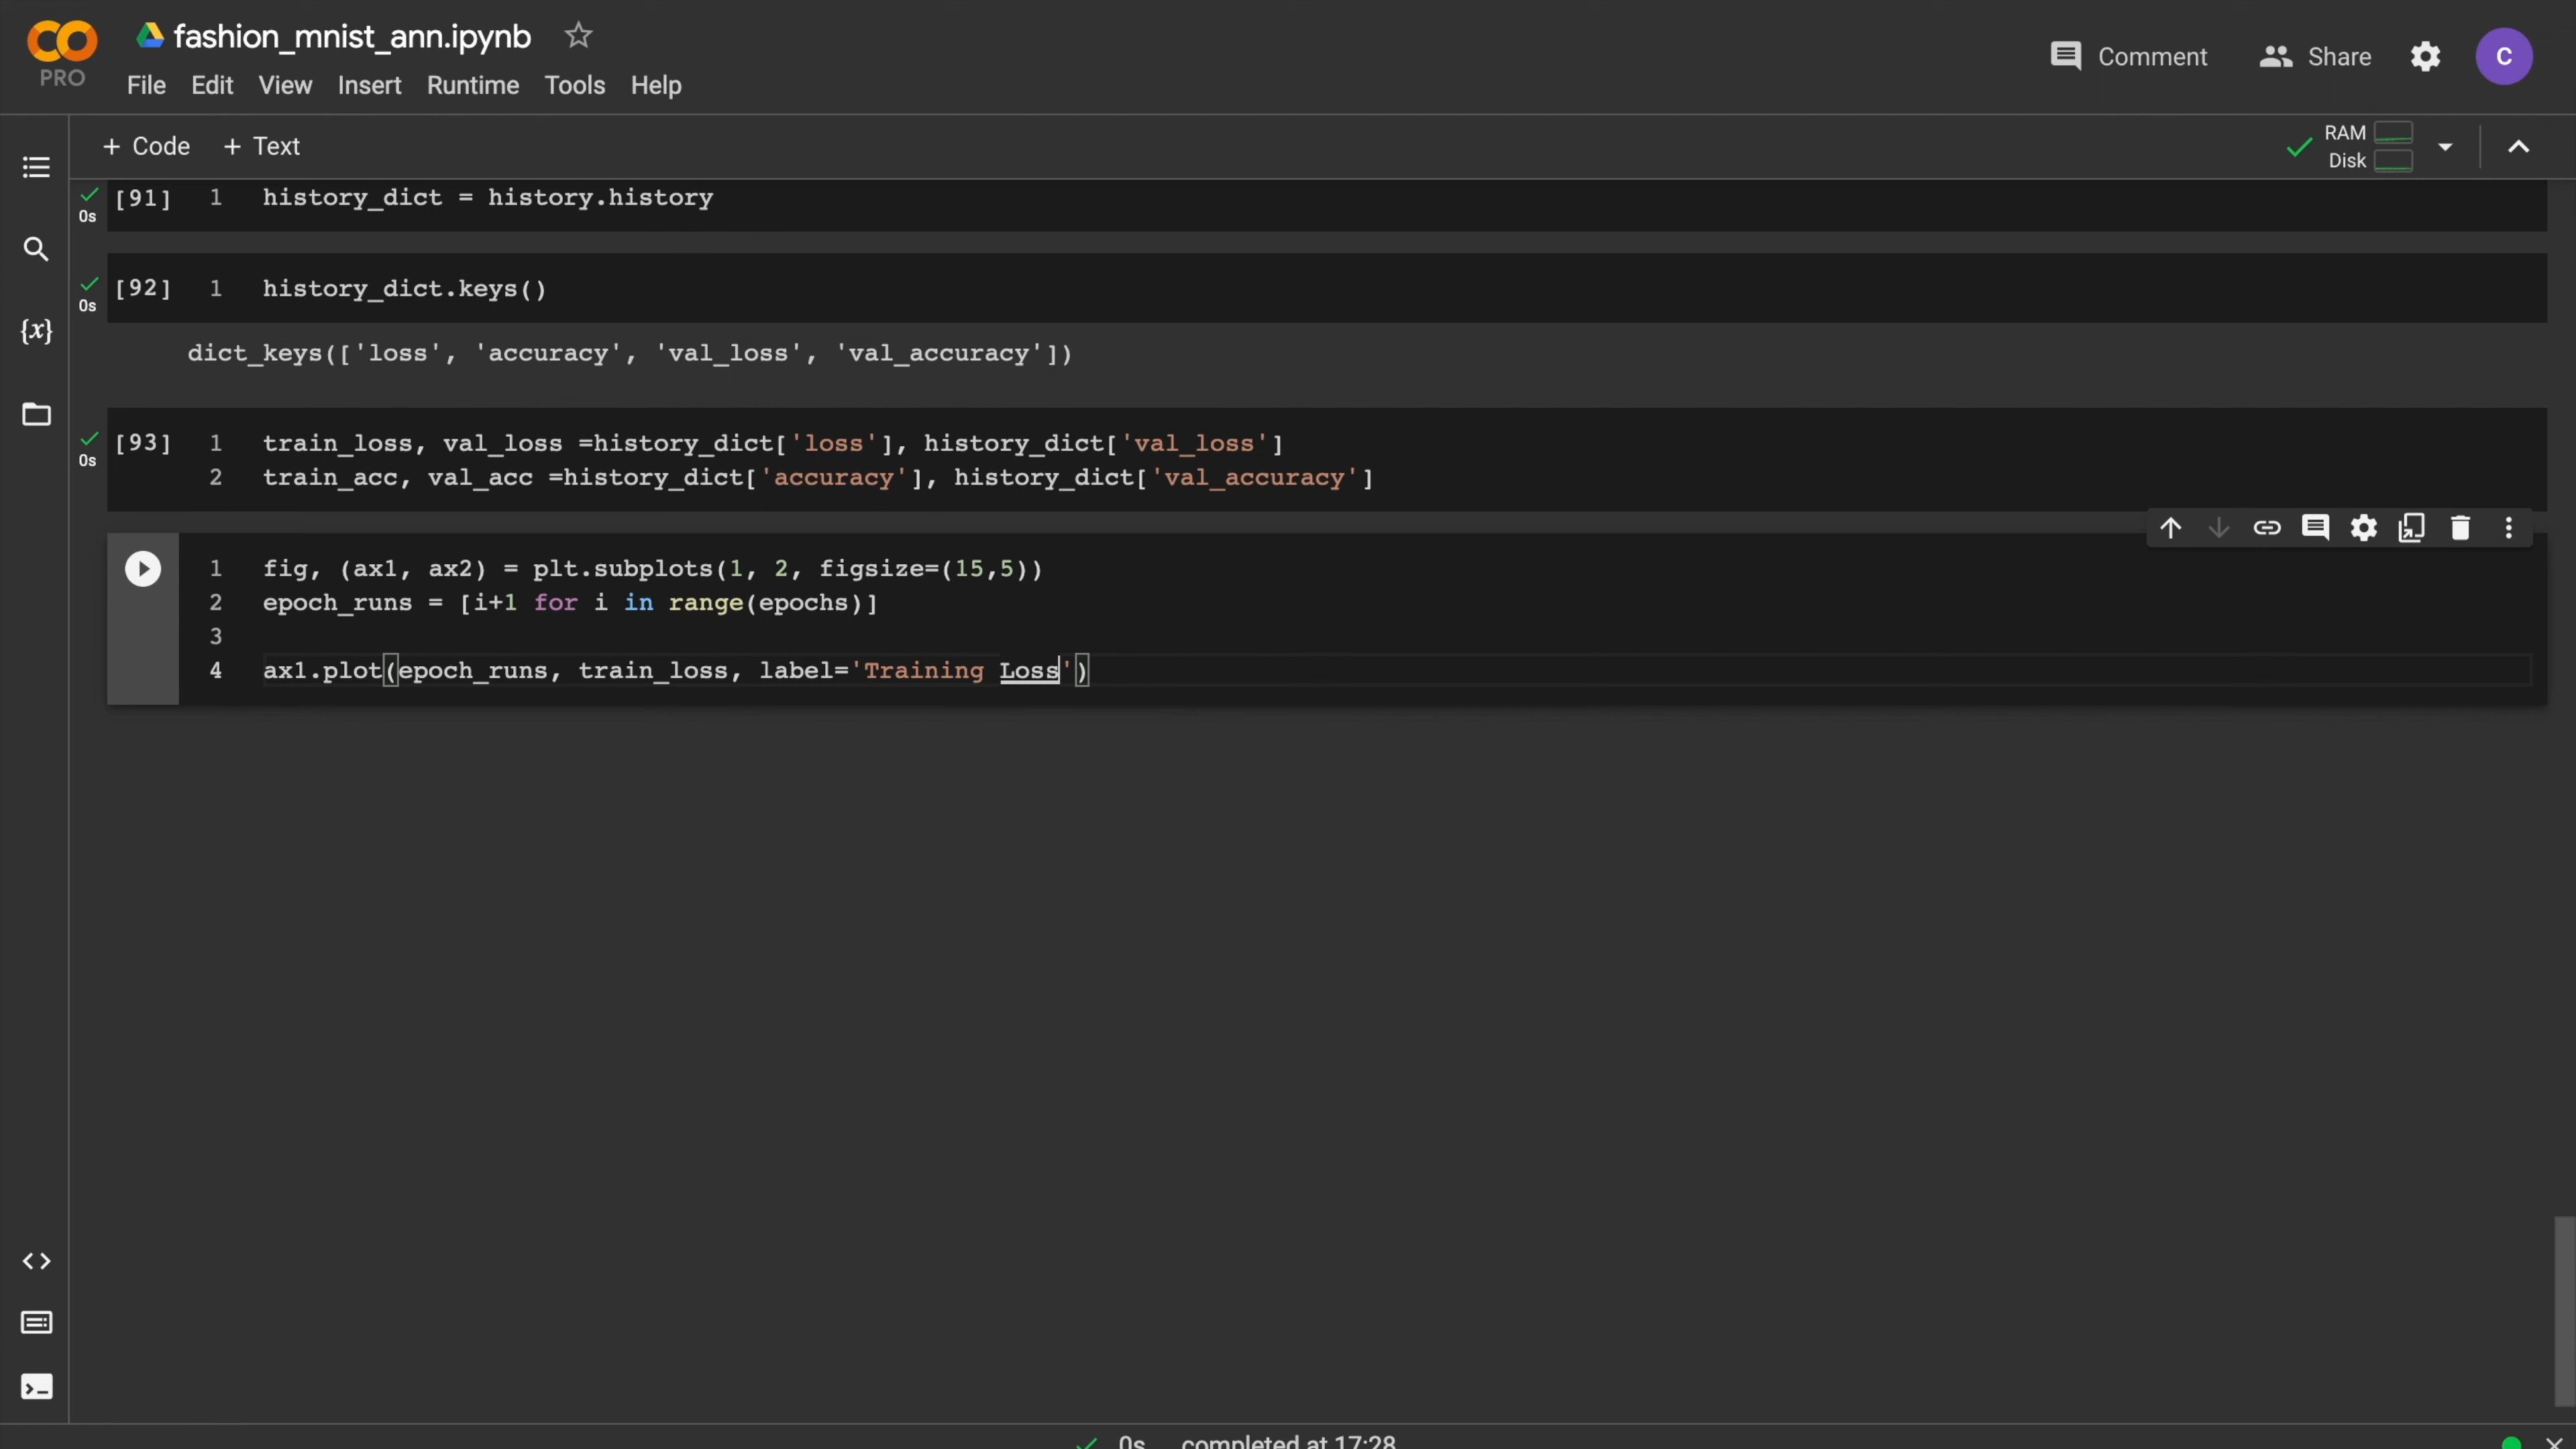 fashion_mnist_ann.ipynb
PRO
File Edit View Insert Runtime Tools Help
Comment Share C
+ Code + Text
RAM
Disk
[91] 1 history_dict = history.history
0s
[92] 1 history_dict.keys()
0s
dict_keys(['loss', 'accuracy', 'val_loss', 'val_accuracy'])
[93] 1 train_loss, val_loss =history_dict['loss'], history_dict['val_loss']
0s
2 train_acc, val_acc =history_dict['accuracy'], history_dict['val_accuracy']
1 fig, (ax1, ax2) = plt.subplots(1, 2, figsize=(15,5))
2 epoch_runs = [i+1 for i in range(epochs)]
3
4 ax1.plot(epoch_runs, train_loss, label='Training Loss')
{x}
0s completed at 17:28